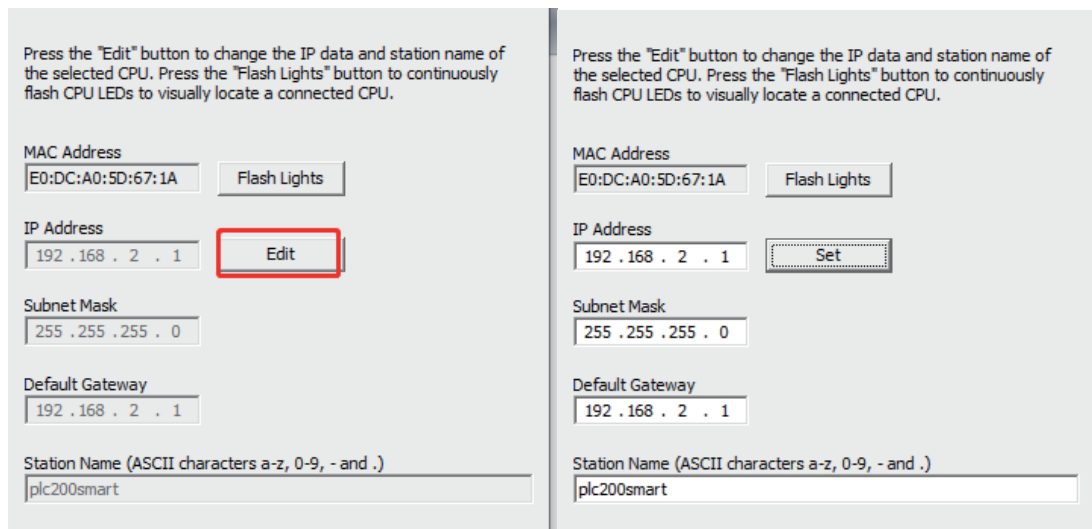 Press the "Edit" button to change the IP data and station name of
the selected CPU. Press the "Flash Lights" button to continuously
flash CPU LEDs to visually locate a connected CPU.
MAC Address
E0:DC:A0:5D:67:1A Flash Lights
IP Address
192 .168 . 2 . 1 Edit
Subnet Mask
255 .255 .255 . 0
Default Gateway
192 .168 . 2 . 1
Station Name (ASCII characters a-z, 0-9, - and .)
plc200smart
Press the "Edit" button to change the IP data and station name of
the selected CPU. Press the "Flash Lights" button to continuously
flash CPU LEDs to visually locate a connected CPU.
MAC Address
E0:DC:A0:5D:67:1A Flash Lights
IP Address
192 .168 . 2 . 1 Set
Subnet Mask
255 .255 .255 . 0
Default Gateway
192 .168 . 2 . 1
Station Name (ASCII characters a-z, 0-9, - and .)
plc200smart